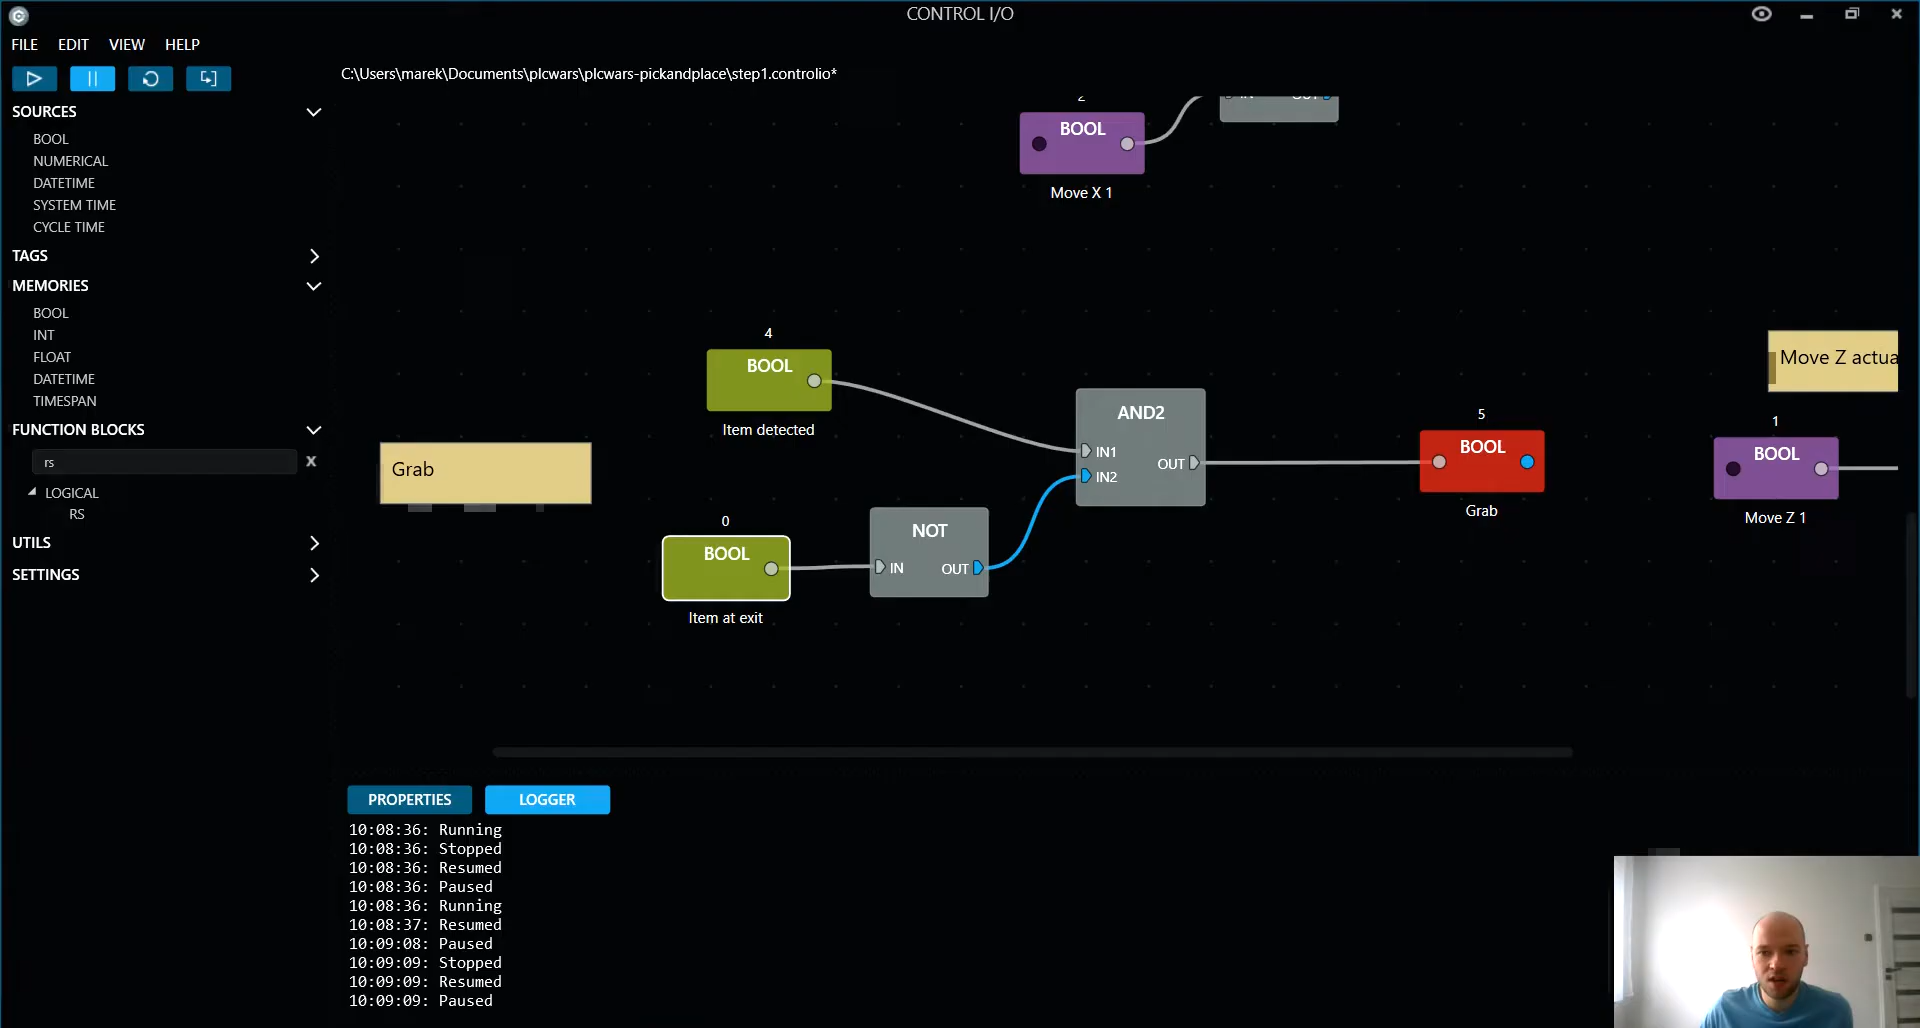 CONTROL I/O
FILE EDIT VIEW HELP
C:\Users\marek\Documents\plcwars\plcwars-pickandplace\step1.controlio*
SOURCES
BOOL
NUMERICAL
DATETIME
SYSTEM TIME
CYCLE TIME
TAGS
MEMORIES
BOOL
INT
FLOAT
DATETIME
TIMESPAN
FUNCTION BLOCKS
rs
X
LOGICAL
RS
UTILS
SETTINGS
2
BOOL
Move X 1
IN OUT
4
BOOL
Item detected
Grab
0
BOOL
Item at exit
NOT
IN OUT
AND2
IN1
OUT
IN2
5
BOOL
Grab
Move Z actua
1
BOOL
Move Z 1
PROPERTIES LOGGER
10:08:36: Running
10:08:36: Stopped
10:08:36: Resumed
10:08:36: Paused
10:08:36: Running
10:08:37: Resumed
10:09:08: Paused
10:09:09: Stopped
10:09:09: Resumed
10:09:09: Paused